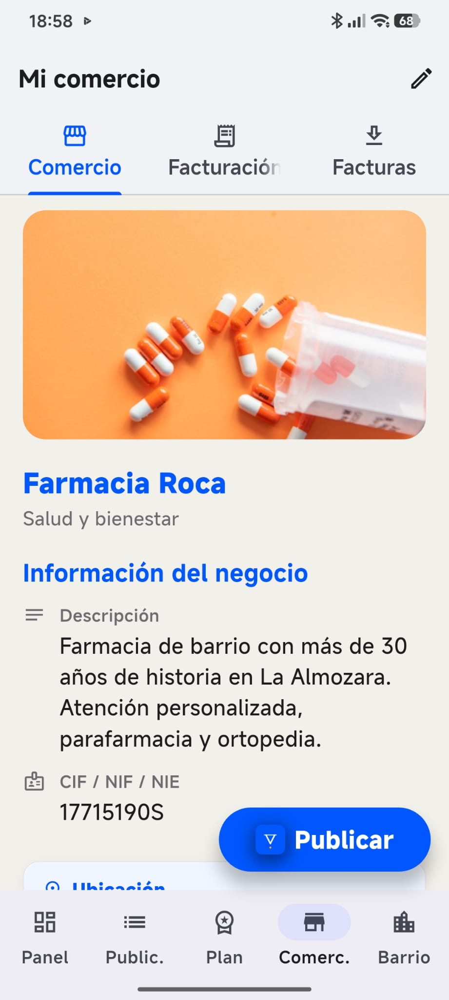 18:58
68
Mi comercio
Comercio
Facturación
Facturas
Farmacia Roca
Salud y bienestar
Información del negocio
Descripción
Farmacia de barrio con más de 30
años de historia en La Almozara.
Atención personalizada,
parafarmacia y ortopedia.
CIF / NIF / NIE
17715190S
Publicar
Ubicación
Panel
Public.
Plan
Comerc.
Barrio